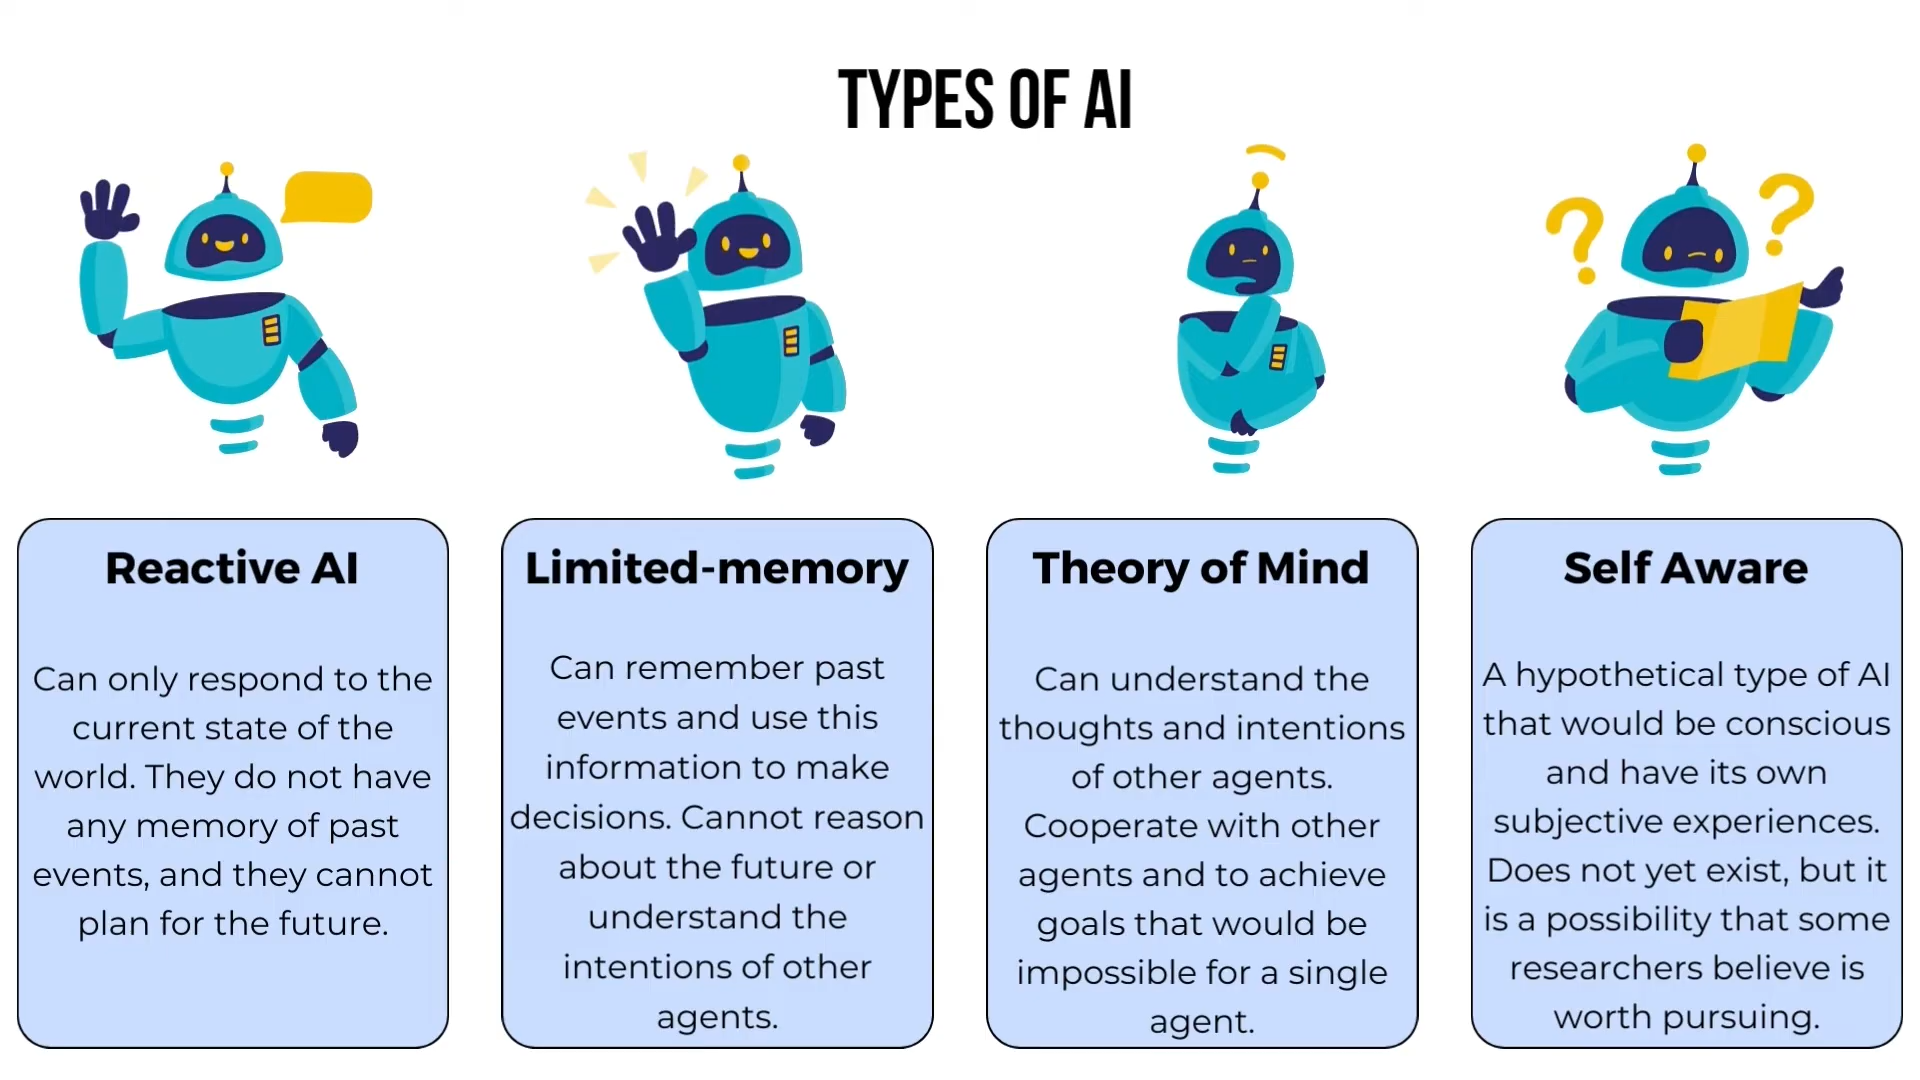 TYPES OF AI
Reactive AI
Can only respond to the
current state of the
world. They do not have
any memory of past
events, and they cannot
plan for the future.
Limited-memory
Can remember past
events and use this
information to make
decisions. Cannot reason
about the future or
understand the
intentions of other
agents.
Theory of Mind
Can understand the
thoughts and intentions
of other agents.
Cooperate with other
agents and to achieve
goals that would be
impossible for a single
agent.
Self Aware
A hypothetical type of AI
that would be conscious
and have its own
subjective experiences.
Does not yet exist, but it
is a possibility that some
researchers believe is
worth pursuing.